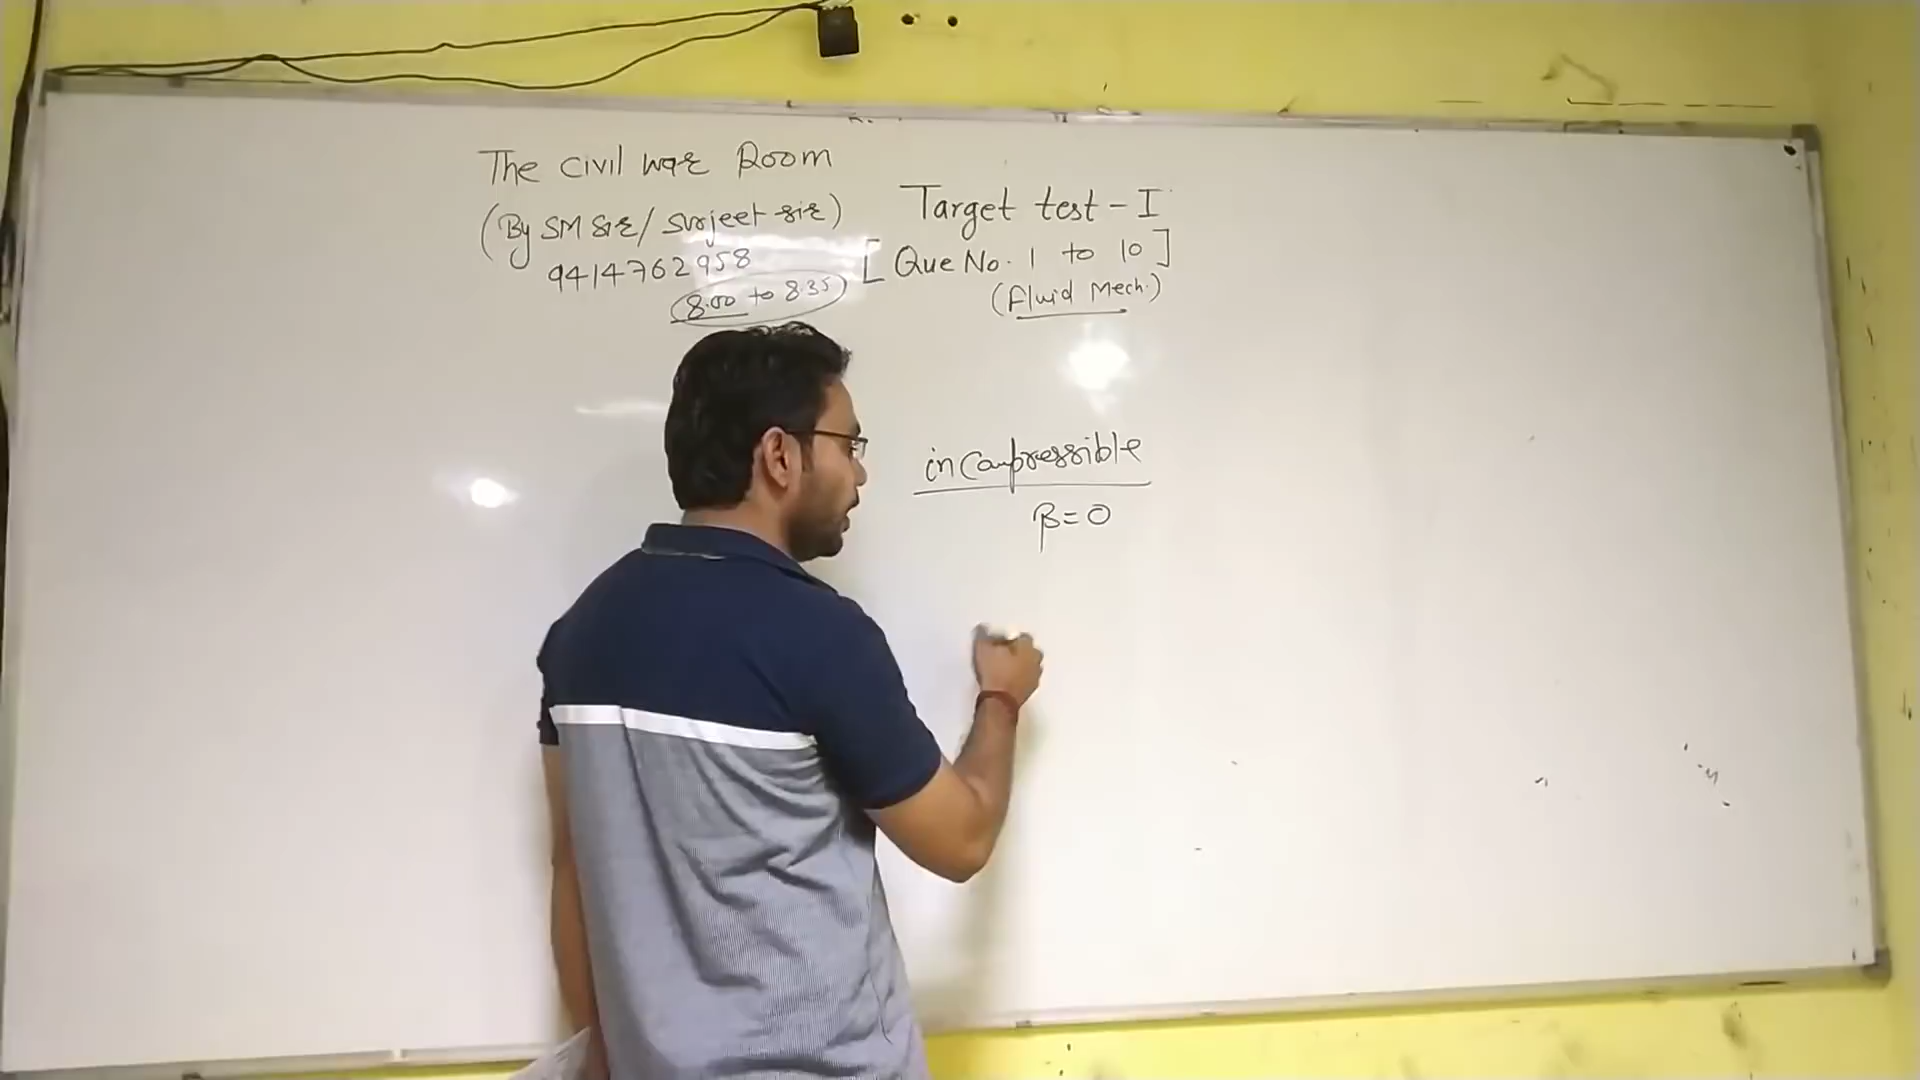 The Civil war Room
(By SM Sir/ Surjeet sir)
9414762958
8.00 to 8.35
Target test - I
[Que No. 1 to 10]
(fluid Mech.)
incompressible
β = 0